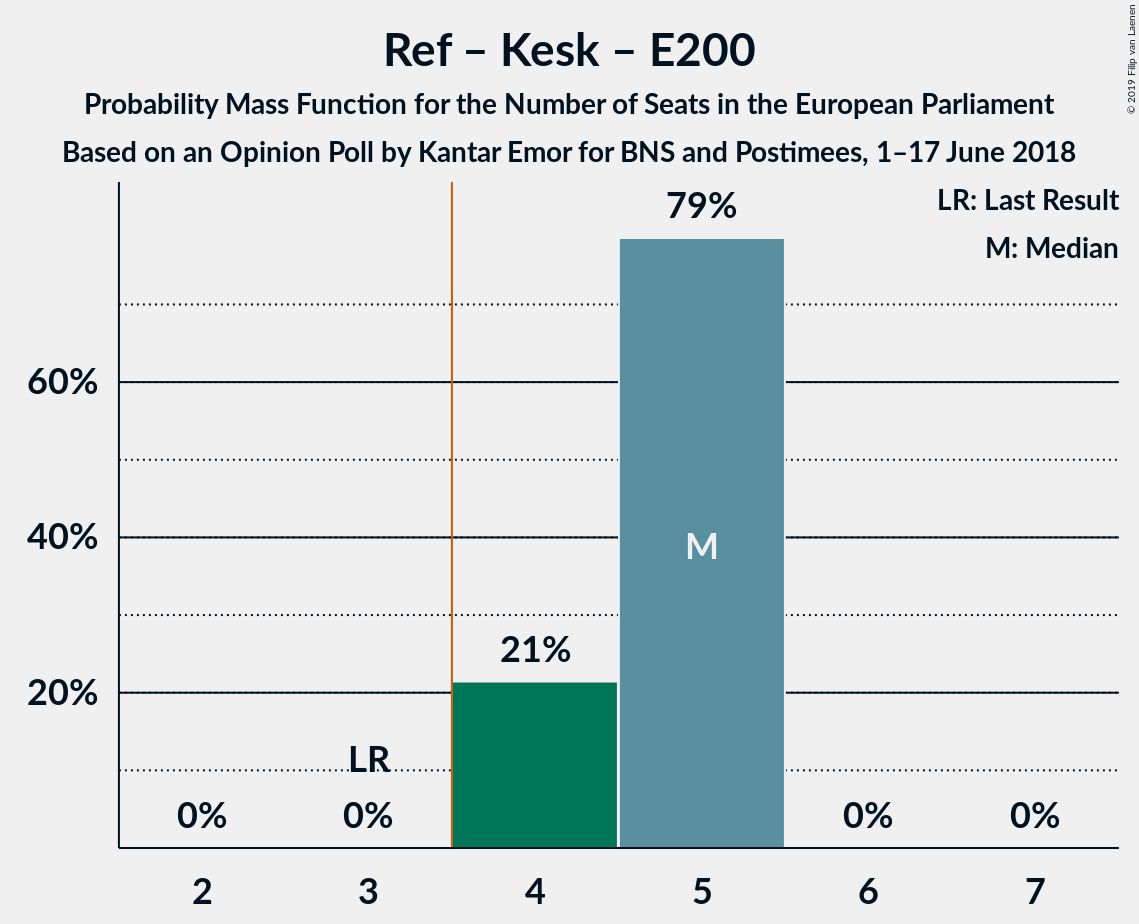 Ref – Kesk – E200
Probability Mass Function for the Number of Seats in the European Parliament
Based on an Opinion Poll by Kantar Emor for BNS and Postimees, 1–17 June 2018
© 2019 Filip van Laenen
LR: Last Result
M: Median
79%
60%
40%
M
21%
20%
LR
0%
0%
0%
0%
2
3
4
5
6
7